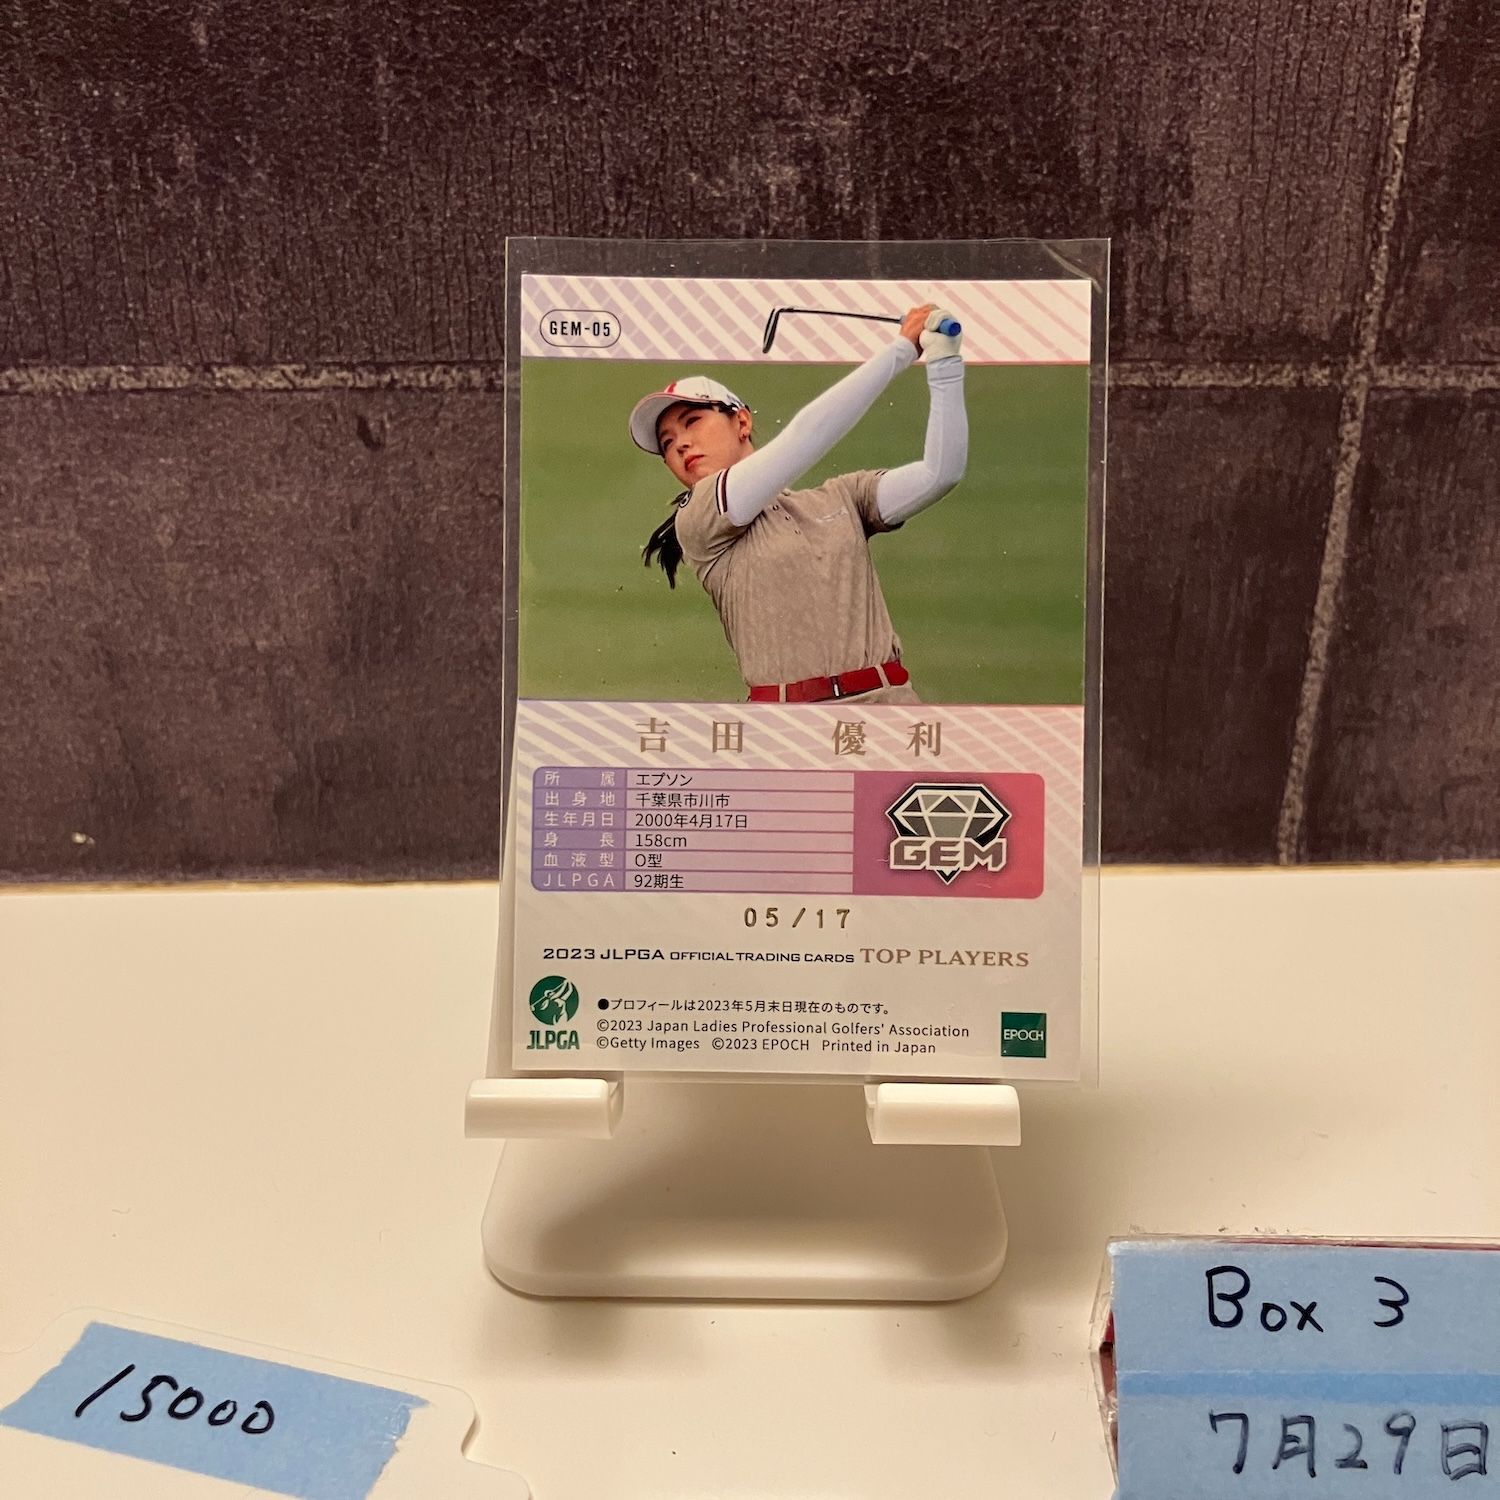 GEM-05
吉田 優利
所属 エプソン
出身地 千葉県市川市
生年月日 2000年4月17日
身長 158cm
血液型 O型
JLPGA 92期生
GEM
05/17
2023 JLPGA OFFICIAL TRADING CARDS TOP PLAYERS
●プロフィールは2023年5月末日現在のものです。
©2023 Japan Ladies Professional Golfers' Association
©Getty Images ©2023 EPOCH Printed in Japan
JLPGA
EPOCH
15000
Box 3
7月29日